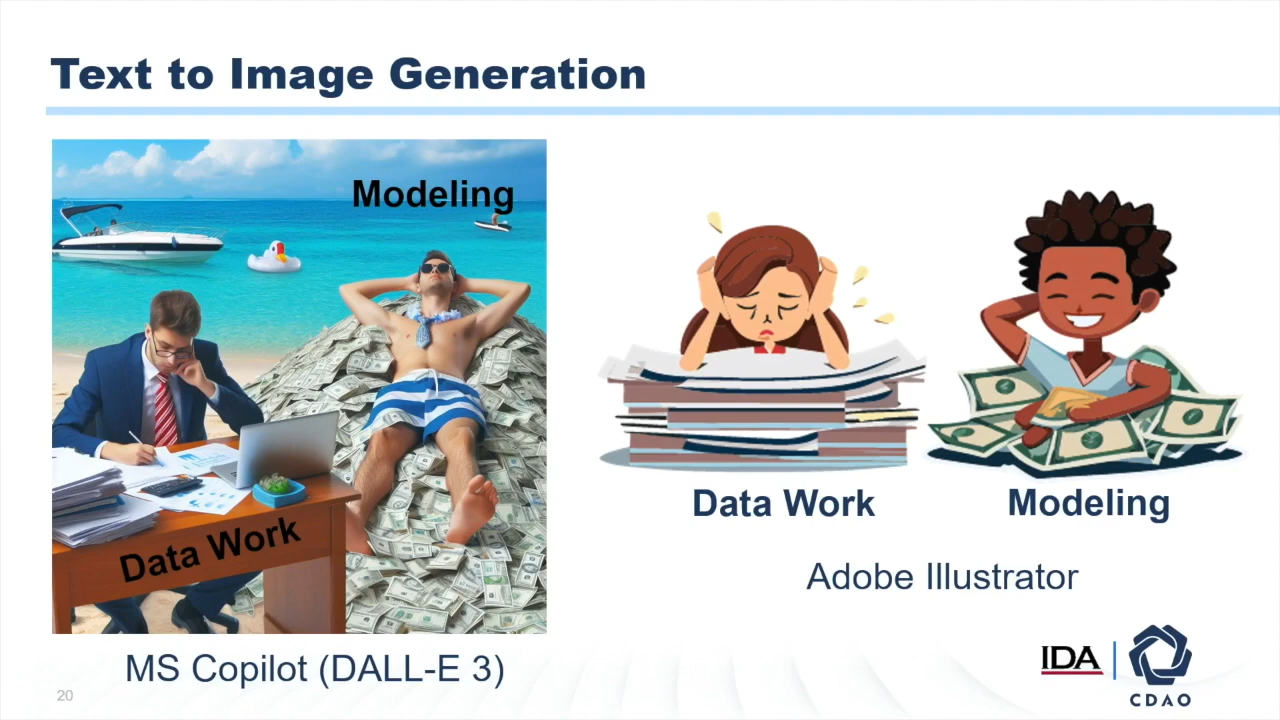 Text to Image Generation
Modeling
Data Work
MS Copilot (DALL-E 3)
Data Work
Modeling
Adobe Illustrator
20
IDA
CDAO